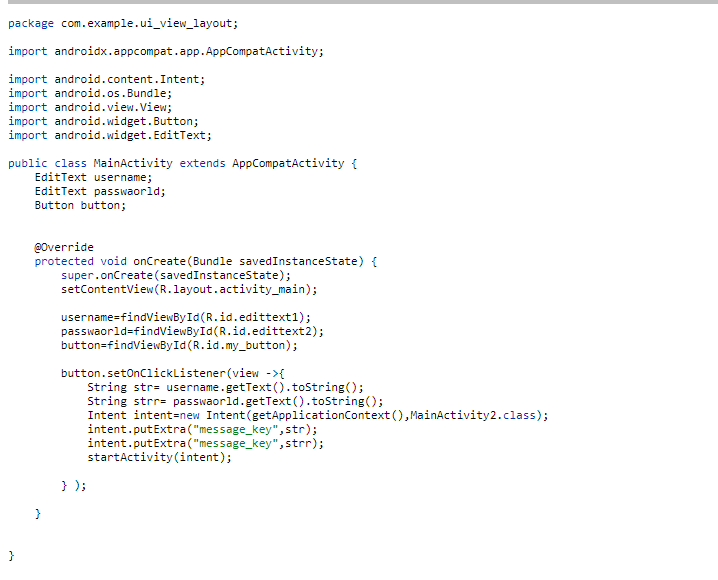 package com.example.ui_view_layout;
import androidx.appcompat.app.AppCompatActivity;
import android.content.Intent;
import android.os.Bundle;
import android.view.View;
import android.widget.Button;
import android.widget.EditText;
public class MainActivity extends AppCompatActivity {
    EditText username;
    EditText passwaorld;
    Button button;
    @Override
    protected void onCreate(Bundle savedInstanceState) {
        super.onCreate(savedInstanceState);
        setContentView(R.layout.activity_main);
        username=findViewById(R.id.edittext1);
        passwaorld=findViewById(R.id.edittext2);
        button=findViewById(R.id.my_button);
        button.setOnClickListener(view ->{
            String str= username.getText().toString();
            String strr= passwaorld.getText().toString();
            Intent intent=new Intent(getApplicationContext(),MainActivity2.class);
            intent.putExtra("message_key",str);
            intent.putExtra("message_key",strr);
            startActivity(intent);
        } );
    }
}